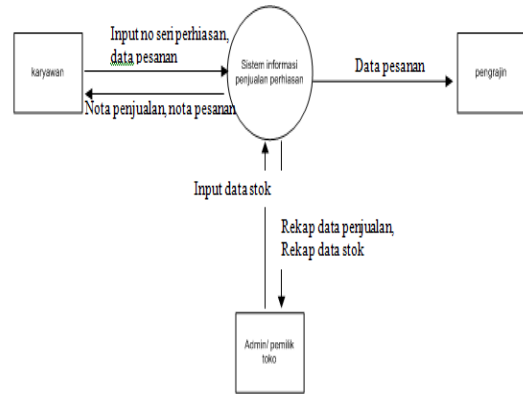 Input no seri perhiasan,
data pesanan
karyawan
Nota penjualan, nota pesanan
Sistem informasi
penjualan perhiasan
Data pesanan
pengrajin
Input data stok
Rekap data penjualan,
Rekap data stok
Admin/ pemilik
toko